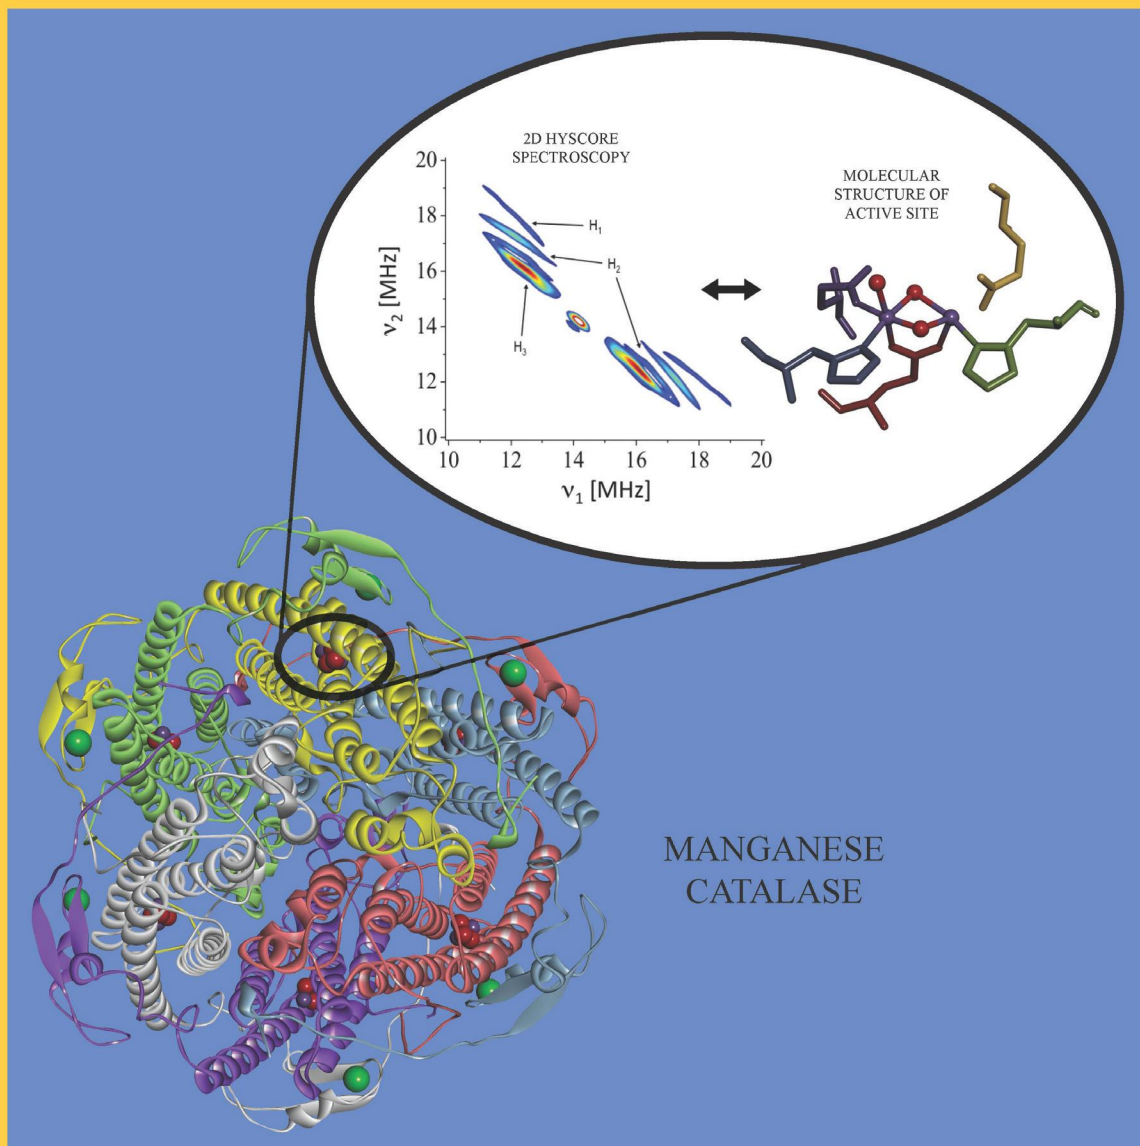 2D HYSCORE
SPECTROSCOPY
20
18
16
14
12
10
ν2 [MHz]
H1
H2
H3
10 12 14 16 18 20
ν1 [MHz]
MOLECULAR
STRUCTURE OF
ACTIVE SITE
MANGANESE
CATALASE